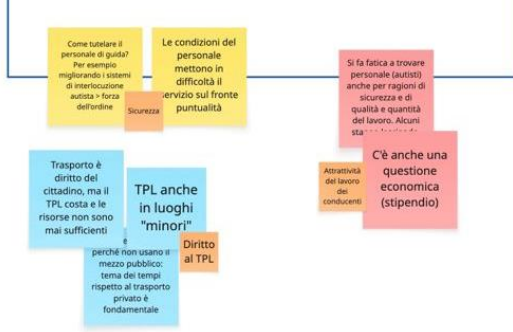 Come tutelare il
personale di guida?
Per esempio
migliorando i sistemi
di interlocuzione
autista > forza
dell'ordine
Sicurezza
Le condizioni del
personale
mettono in
difficoltà il
servizio sul fronte
puntualità
Si fa fatica a trovare
personale (autisti)
anche per ragioni di
sicurezza e di
qualità e quantità
del lavoro. Alcuni
C'è anche una
questione
economica
(stipendio)
Attrattività
del lavoro
dei
conducenti
Trasporto è
diritto del
cittadino, ma il
TPL costa e le
risorse non sono
mai sufficienti
TPL anche
in luoghi
"minori"
Diritto
al TPL
perché non usano il
mezzo pubblico:
tema dei tempi
rispetto al trasporto
privato è
fondamentale